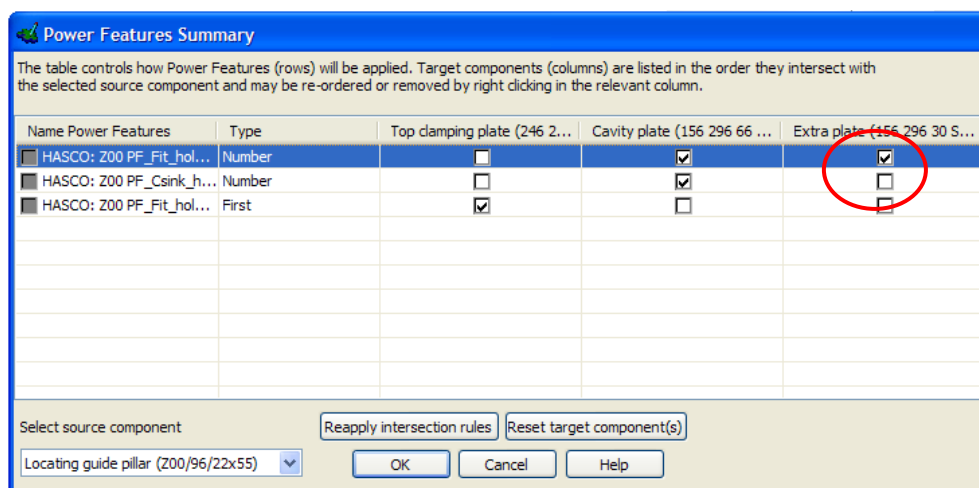 Power Features Summary
The table controls how Power Features (rows) will be applied. Target components (columns) are listed in the order they intersect with
the selected source component and may be re-ordered or removed by right clicking in the relevant column.
Name Power Features Type Top clamping plate (246 2... Cavity plate (156 296 66 ... Extra plate (156 296 30 S...
HASCO: Z00 PF_Fit_hol... Number
HASCO: Z00 PF_Csink_h... Number
HASCO: Z00 PF_Fit_hol... First
Select source component Reapply intersection rules Reset target component(s)
Locating guide pillar (Z00/96/22x55) OK Cancel Help